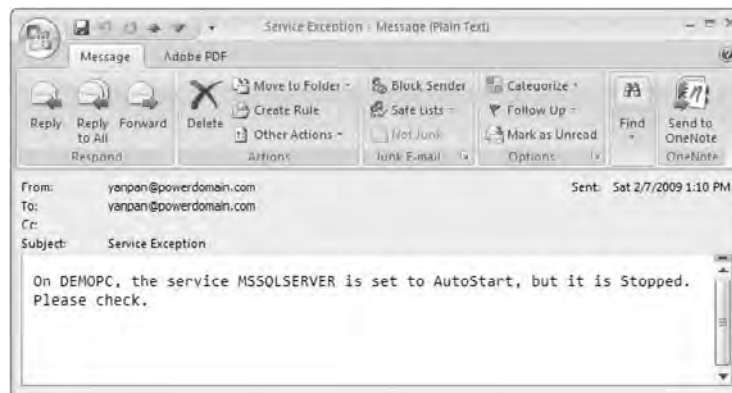 Service Exception - Message (Plain Text)
Message Adobe PDF
Reply
Reply to All
Forward
Respond
Delete
Move to Folder
Create Rule
Other Actions
Actions
Block Sender
Safe Lists
Not Junk
Junk E-mail
Categorize
Follow Up
Mark as Unread
Options
Find
Send to OneNote
OneNote
From: yanpan@powerdomain.com Sent: Sat 2/7/2009 1:10 PM
To: yanpan@powerdomain.com
Cc:
Subject: Service Exception
On DEMOPC, the service MSSQLSERVER is set to AutoStart, but it is Stopped.
Please check.